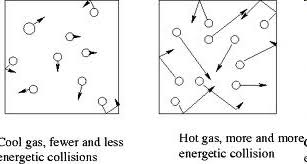 Cool gas, fewer and less
energetic collisions
Hot gas, more and more
energetic collision